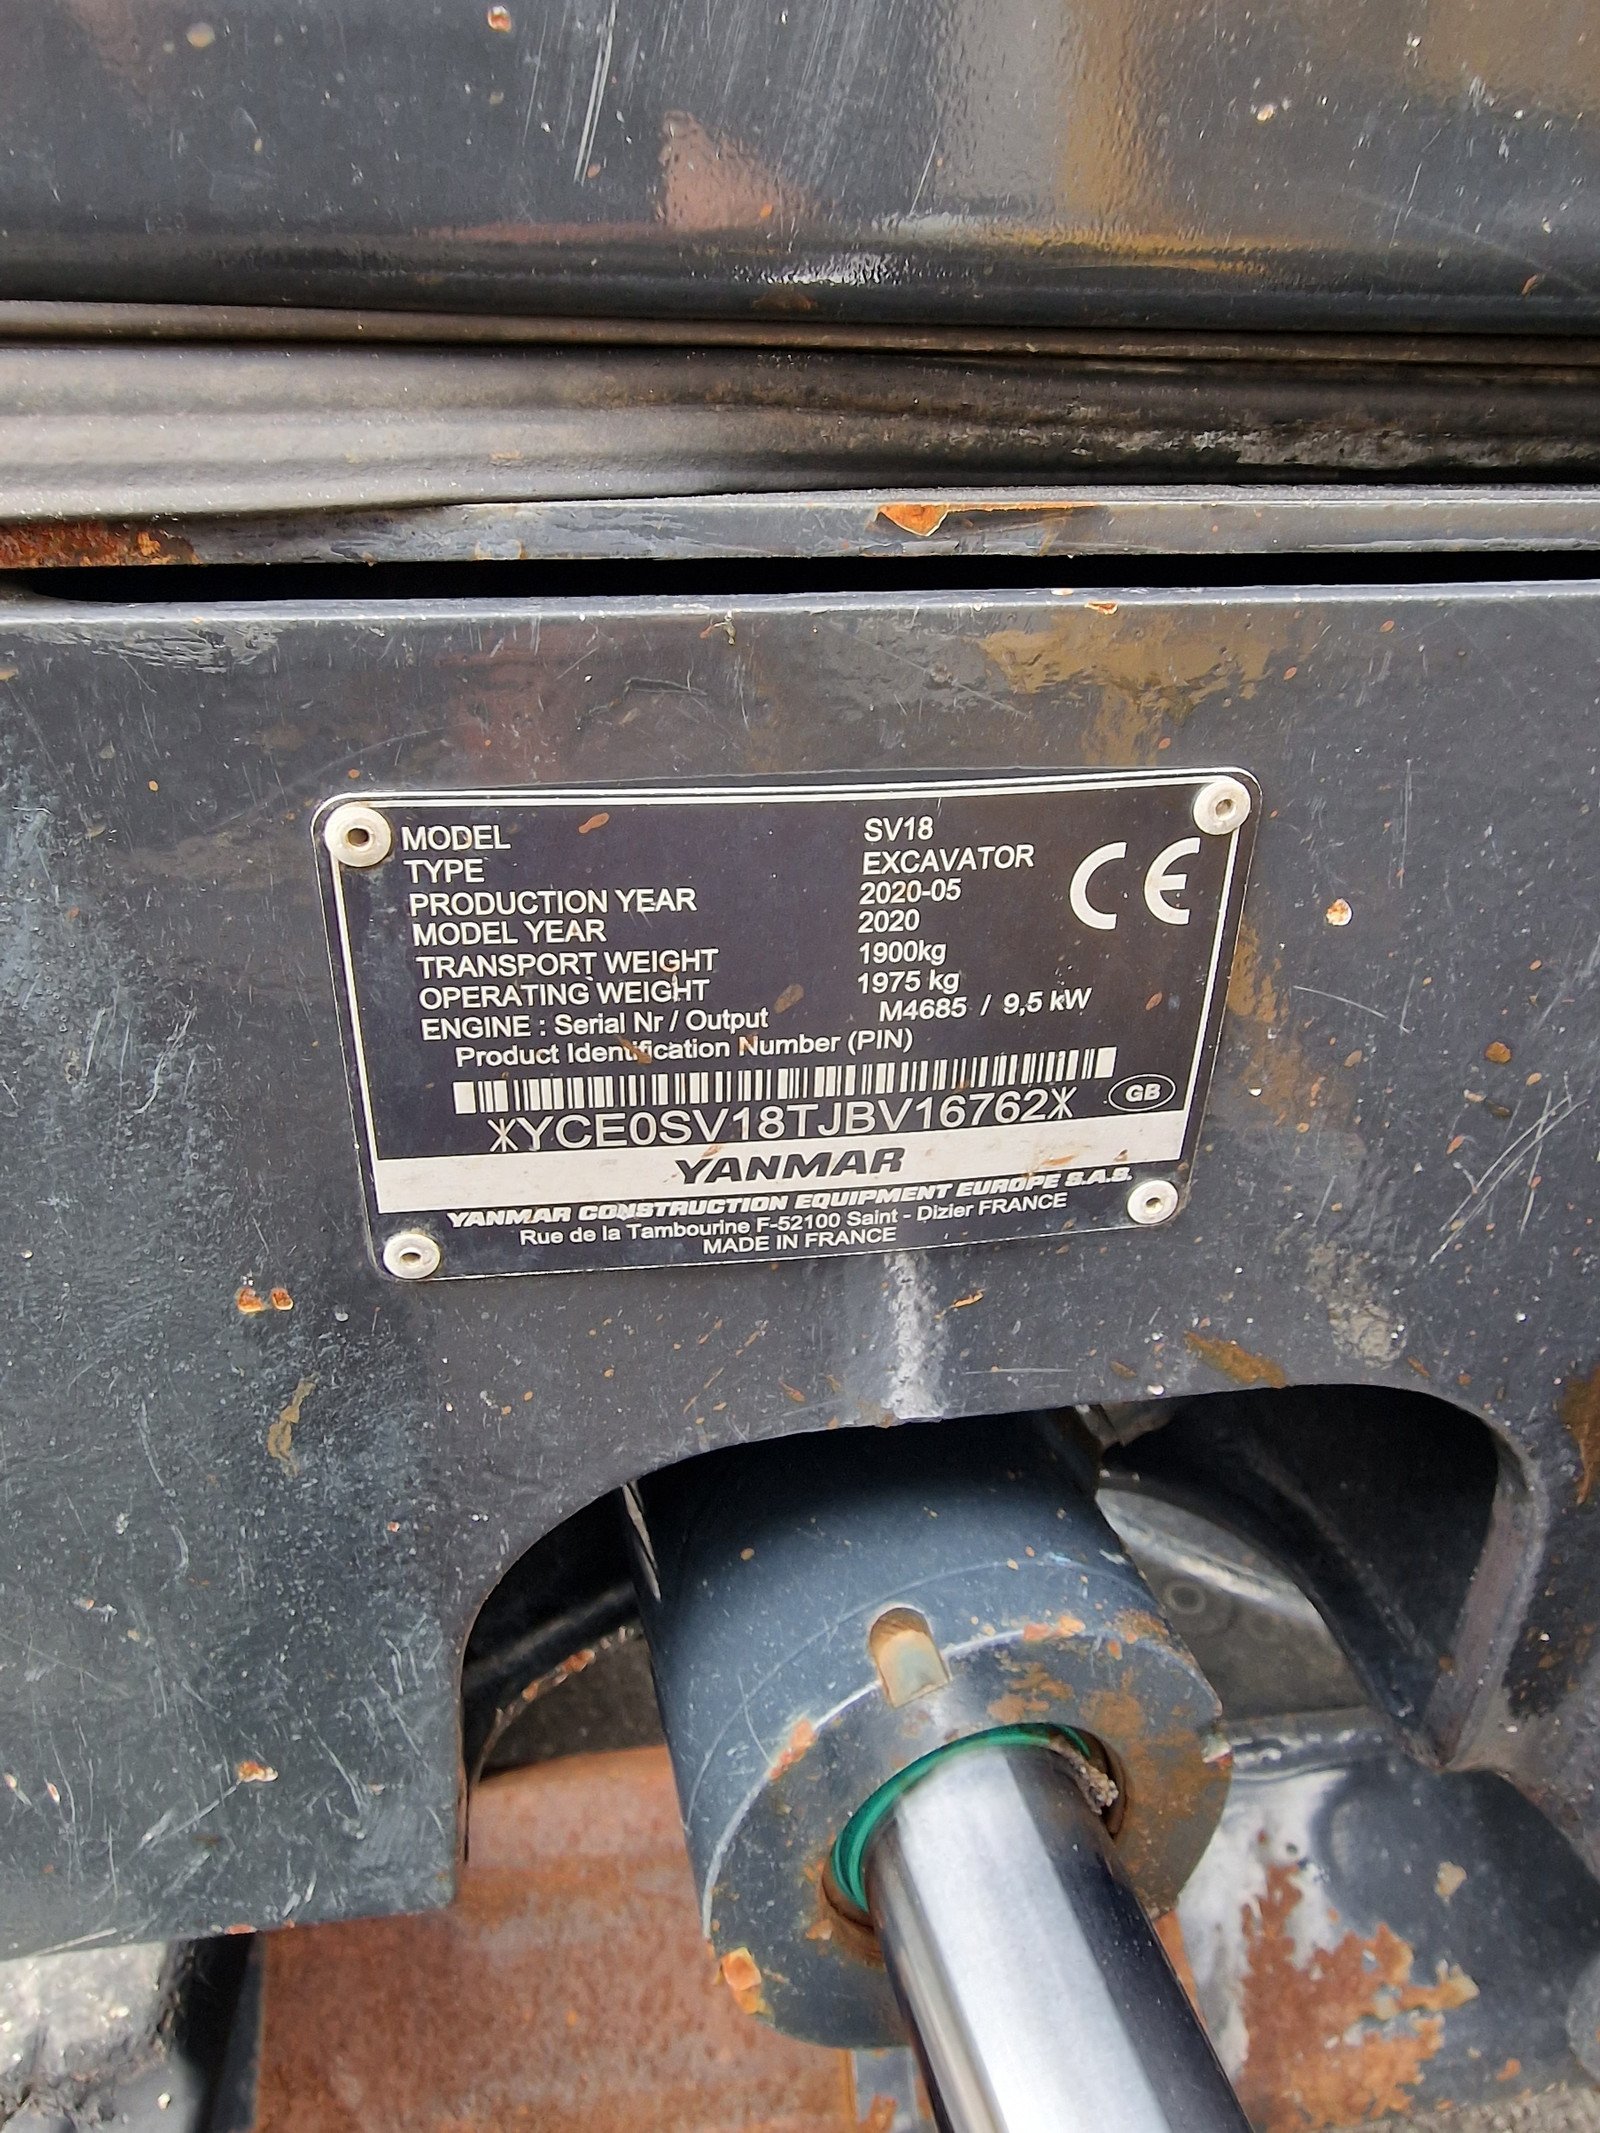 MODEL SV18
TYPE EXCAVATOR
PRODUCTION YEAR 2020-05
MODEL YEAR 2020
TRANSPORT WEIGHT 1900kg
OPERATING WEIGHT 1975 kg
ENGINE : Serial Nr / Output M4685 / 9,5 kW
Product Identification Number (PIN)
*YCE0SV18TJBV16762*
GB
CE
YANMAR
YANMAR CONSTRUCTION EQUIPMENT EUROPE S.A.S.
Rue de la Tambourine F-52100 Saint - Dizier FRANCE
MADE IN FRANCE